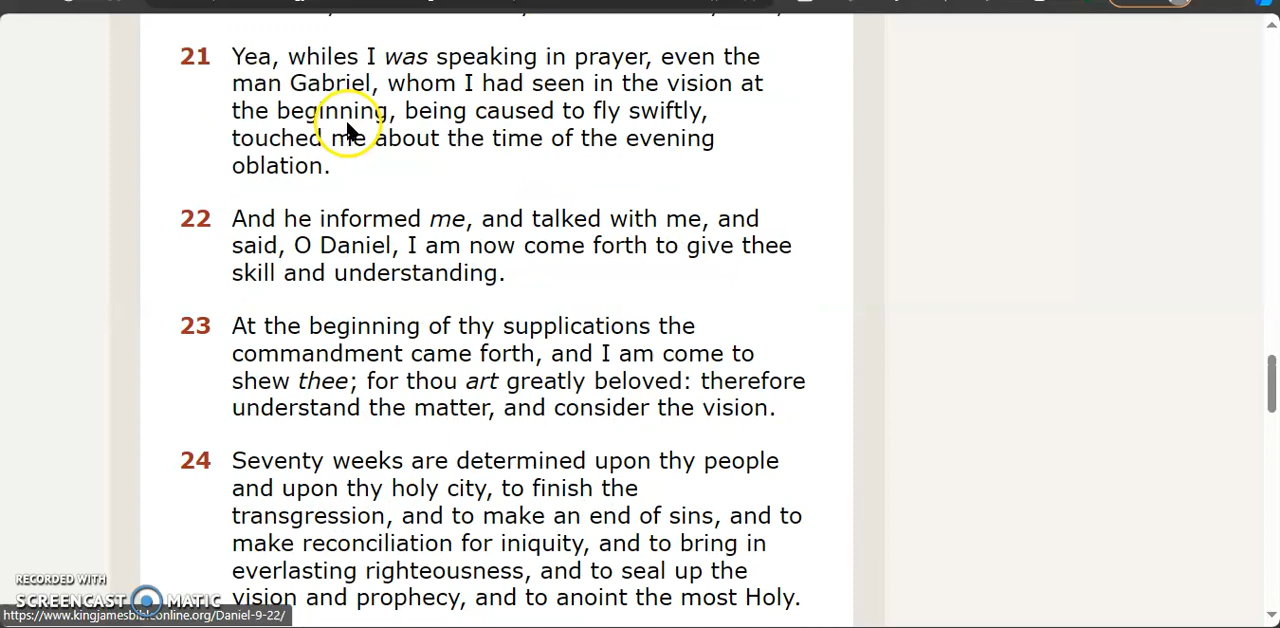 21 Yea, whiles I was speaking in prayer, even the
man Gabriel, whom I had seen in the vision at
the beginning, being caused to fly swiftly,
touched me about the time of the evening
oblation.
22 And he informed me, and talked with me, and
said, O Daniel, I am now come forth to give thee
skill and understanding.
23 At the beginning of thy supplications the
commandment came forth, and I am come to
shew thee; for thou art greatly beloved: therefore
understand the matter, and consider the vision.
24 Seventy weeks are determined upon thy people
and upon thy holy city, to finish the
transgression, and to make an end of sins, and to
make reconciliation for iniquity, and to bring in
everlasting righteousness, and to seal up the
vision and prophecy, and to anoint the most Holy.
RECORDED WITH
SCREENCAST MATIC
https://www.kingjamesbibleonline.org/Daniel-9-22/